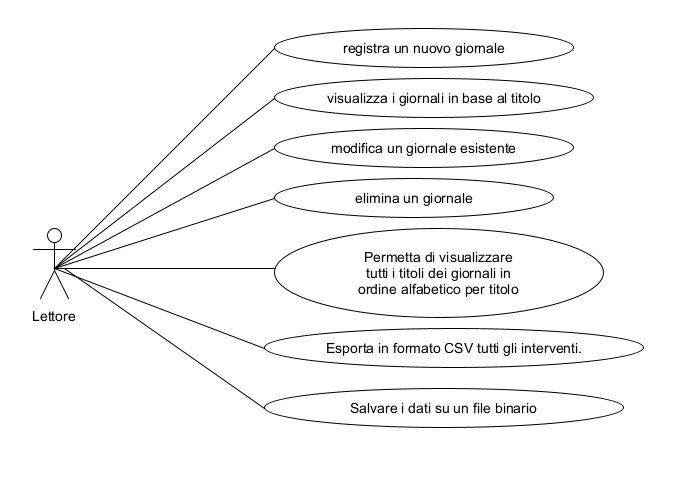 registra un nuovo giornale
visualizza i giornali in base al titolo
modifica un giornale esistente
elimina un giornale
Permetta di visualizzare
tutti i titoli dei giornali in
ordine alfabetico per titolo
Lettore
Esporta in formato CSV tutti gli interventi.
Salvare i dati su un file binario